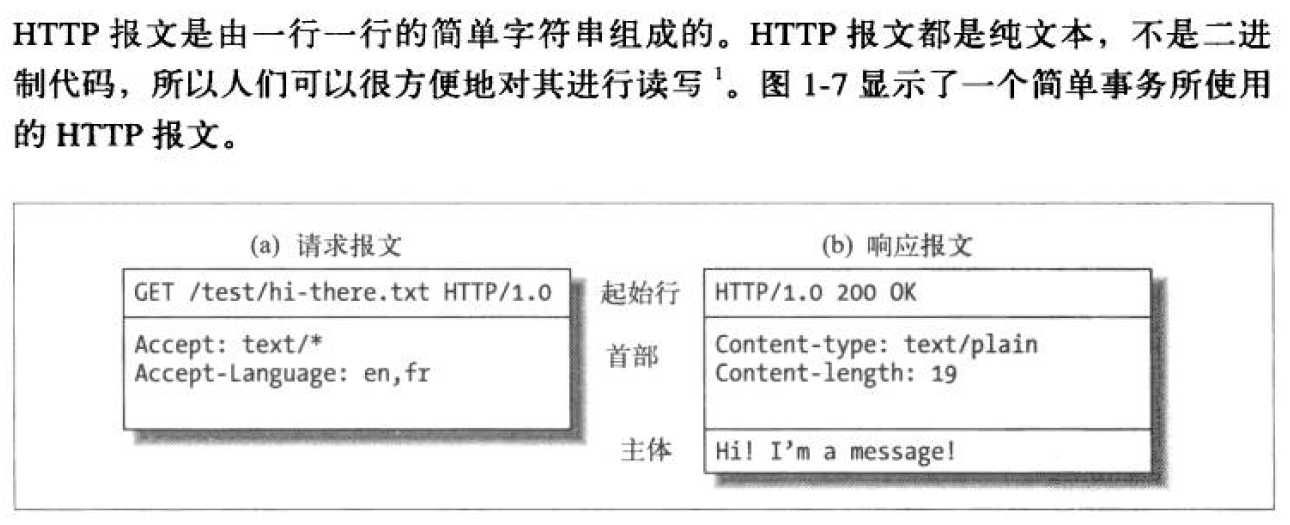 HTTP 报文是由一行一行的简单字符串组成的。HTTP 报文都是纯文本，不是二进
制代码，所以人们可以很方便地对其进行读写 1。图 1-7 显示了一个简单事务所使用
的 HTTP 报文。
(a) 请求报文
GET /test/hi-there.txt HTTP/1.0
Accept: text/*
Accept-Language: en,fr
起始行
首部
主体
(b) 响应报文
HTTP/1.0 200 OK
Content-type: text/plain
Content-length: 19
Hi! I’m a message!